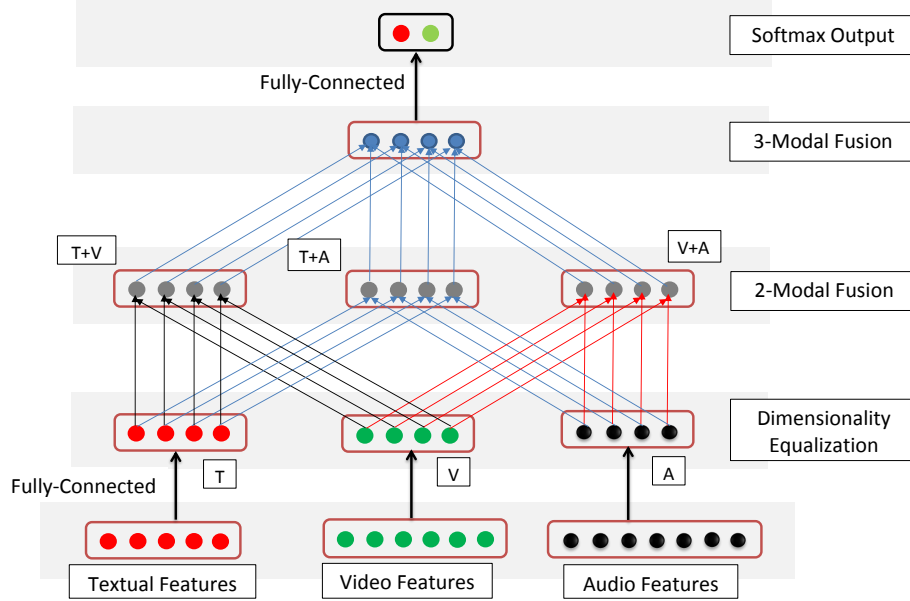 Softmax Output
Fully-Connected
3-Modal Fusion
T+V
T+A
V+A
2-Modal Fusion
Dimensionality
Equalization
T
V
A
Fully-Connected
Textual Features
Video Features
Audio Features